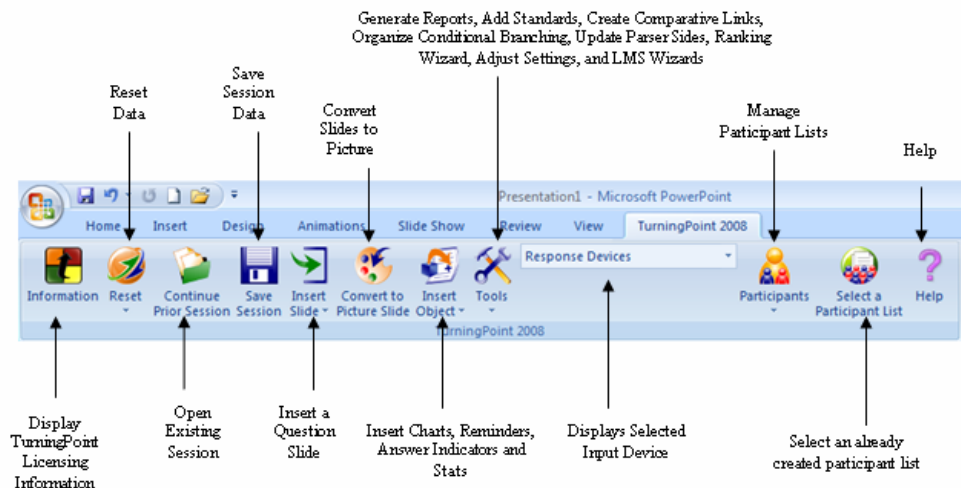 Generate Reports, Add Standards, Create Comparative Links,
Organize Conditional Branching, Update Parser Sides, Ranking
Wizard, Adjust Settings, and LMS Wizards
Reset
Data
Save
Session
Data
Convert
Slides to
Picture
Manage
Participant Lists
Help
Presentation1 - Microsoft PowerPoint
Home Insert Design Animations Slide Show Review View TurningPoint 2008
Response Devices
Information Reset Continue Prior Session Save Session Insert Slide Convert to Picture Slide Insert Object Tools Participants Select a Participant List Help
TurningPoint 2008
Display
TurningPoint
Licensing
Information
Open
Existing
Session
Insert a
Question
Slide
Insert Charts, Reminders,
Answer Indicators and
Stats
Displays Selected
Input Device
Select an already
created participant list